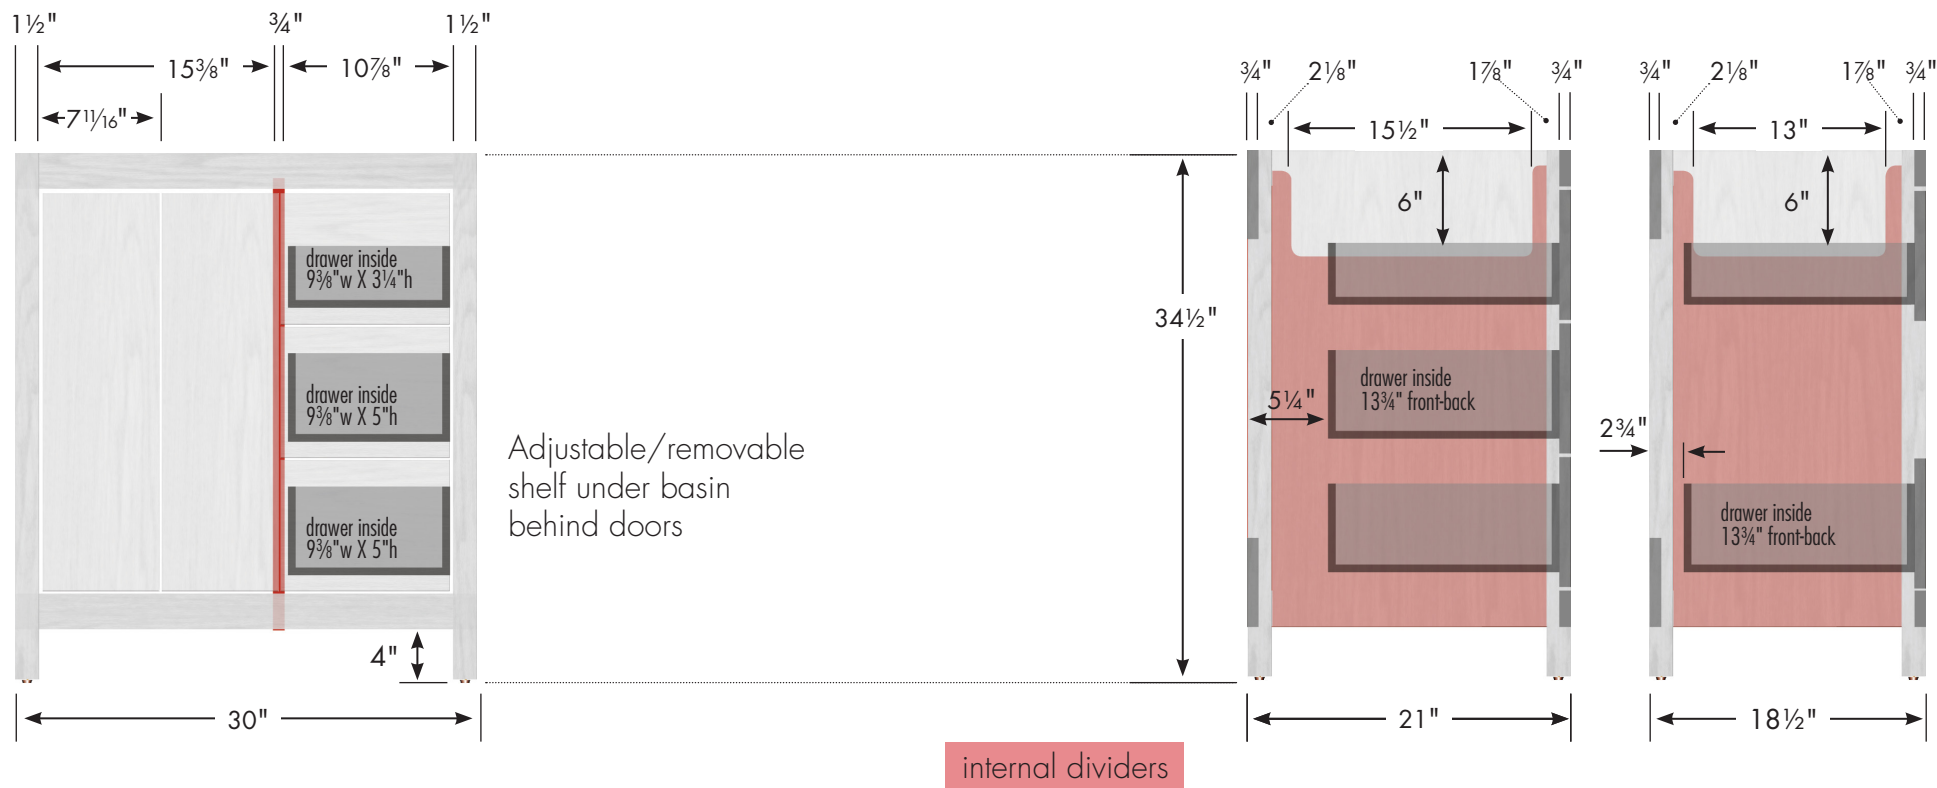 1½" ¾" 1½"
15⅜" 10⅞"
7 11/16"
drawer inside
9⅜"w X 3¼"h
drawer inside
9⅜"w X 5"h
drawer inside
9⅜"w X 5"h
4"
30"
Adjustable/removable
shelf under basin
behind doors
34½"
internal dividers
¾" 2⅛" 1⅞" ¾"
15½"
6"
drawer inside
13¾" front-back
5¼"
21"
¾" 2⅛" 1⅞" ¾"
13"
6"
2¾"
drawer inside
13¾" front-back
18½"